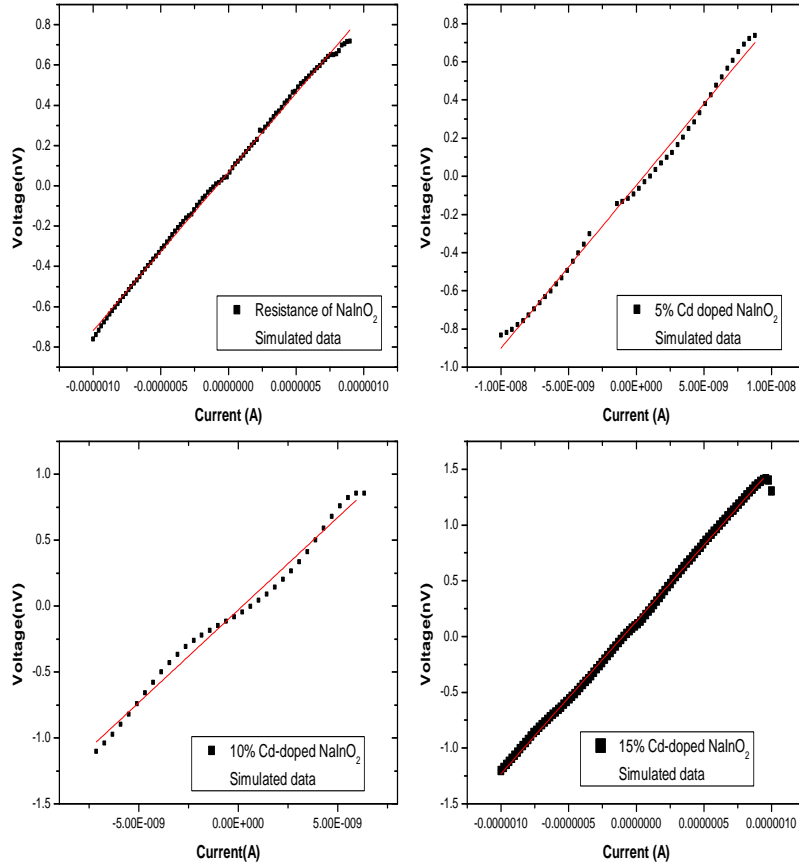 0.8
0.6
0.4
0.2
0.0
-0.2
-0.4
-0.6
-0.8
Voltage(nV)
Resistance of NaInO2
Simulated data
-0.0000010 -0.0000005 0.0000000 0.0000005 0.0000010
Current (A)
0.8
0.6
0.4
0.2
0.0
-0.2
-0.4
-0.6
-0.8
-1.0
Voltage(nV)
5% Cd doped NaInO2
Simulated data
-1.00E-008 -5.00E-009 0.00E+000 5.00E-009 1.00E-008
Current (A)
1.0
0.5
0.0
-0.5
-1.0
-1.5
Voltage(nV)
10% Cd-doped NaInO2
Simulated data
-5.00E-009 0.00E+000 5.00E-009
Current(A)
1.5
1.0
0.5
0.0
-0.5
-1.0
-1.5
Voltage(nV)
15% Cd-doped NaInO2
Simulated data
-0.0000010 -0.0000005 0.0000000 0.0000005 0.0000010
Current (A)